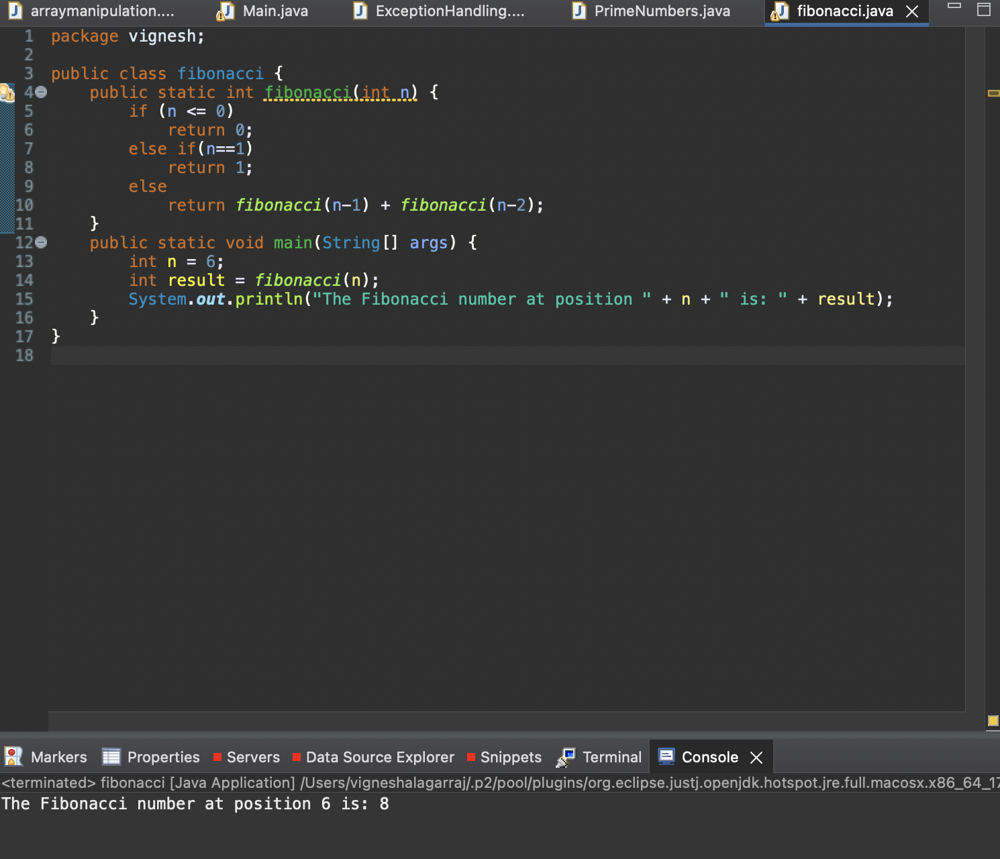 arraymanipulation.... Main.java ExceptionHandling.... PrimeNumbers.java fibonacci.java
1 package vignesh;
2
3 public class fibonacci {
4 public static int fibonacci(int n) {
5 if (n <= 0)
6 return 0;
7 else if(n==1)
8 return 1;
9 else
10 return fibonacci(n-1) + fibonacci(n-2);
11 }
12 public static void main(String[] args) {
13 int n = 6;
14 int result = fibonacci(n);
15 System.out.println("The Fibonacci number at position " + n + " is: " + result);
16 }
17 }
18
Markers Properties Servers Data Source Explorer Snippets Terminal Console
<terminated> fibonacci [Java Application] /Users/vigneshalagarraj/.p2/pool/plugins/org.eclipse.justj.openjdk.hotspot.jre.full.macosx.x86_64_17
The Fibonacci number at position 6 is: 8